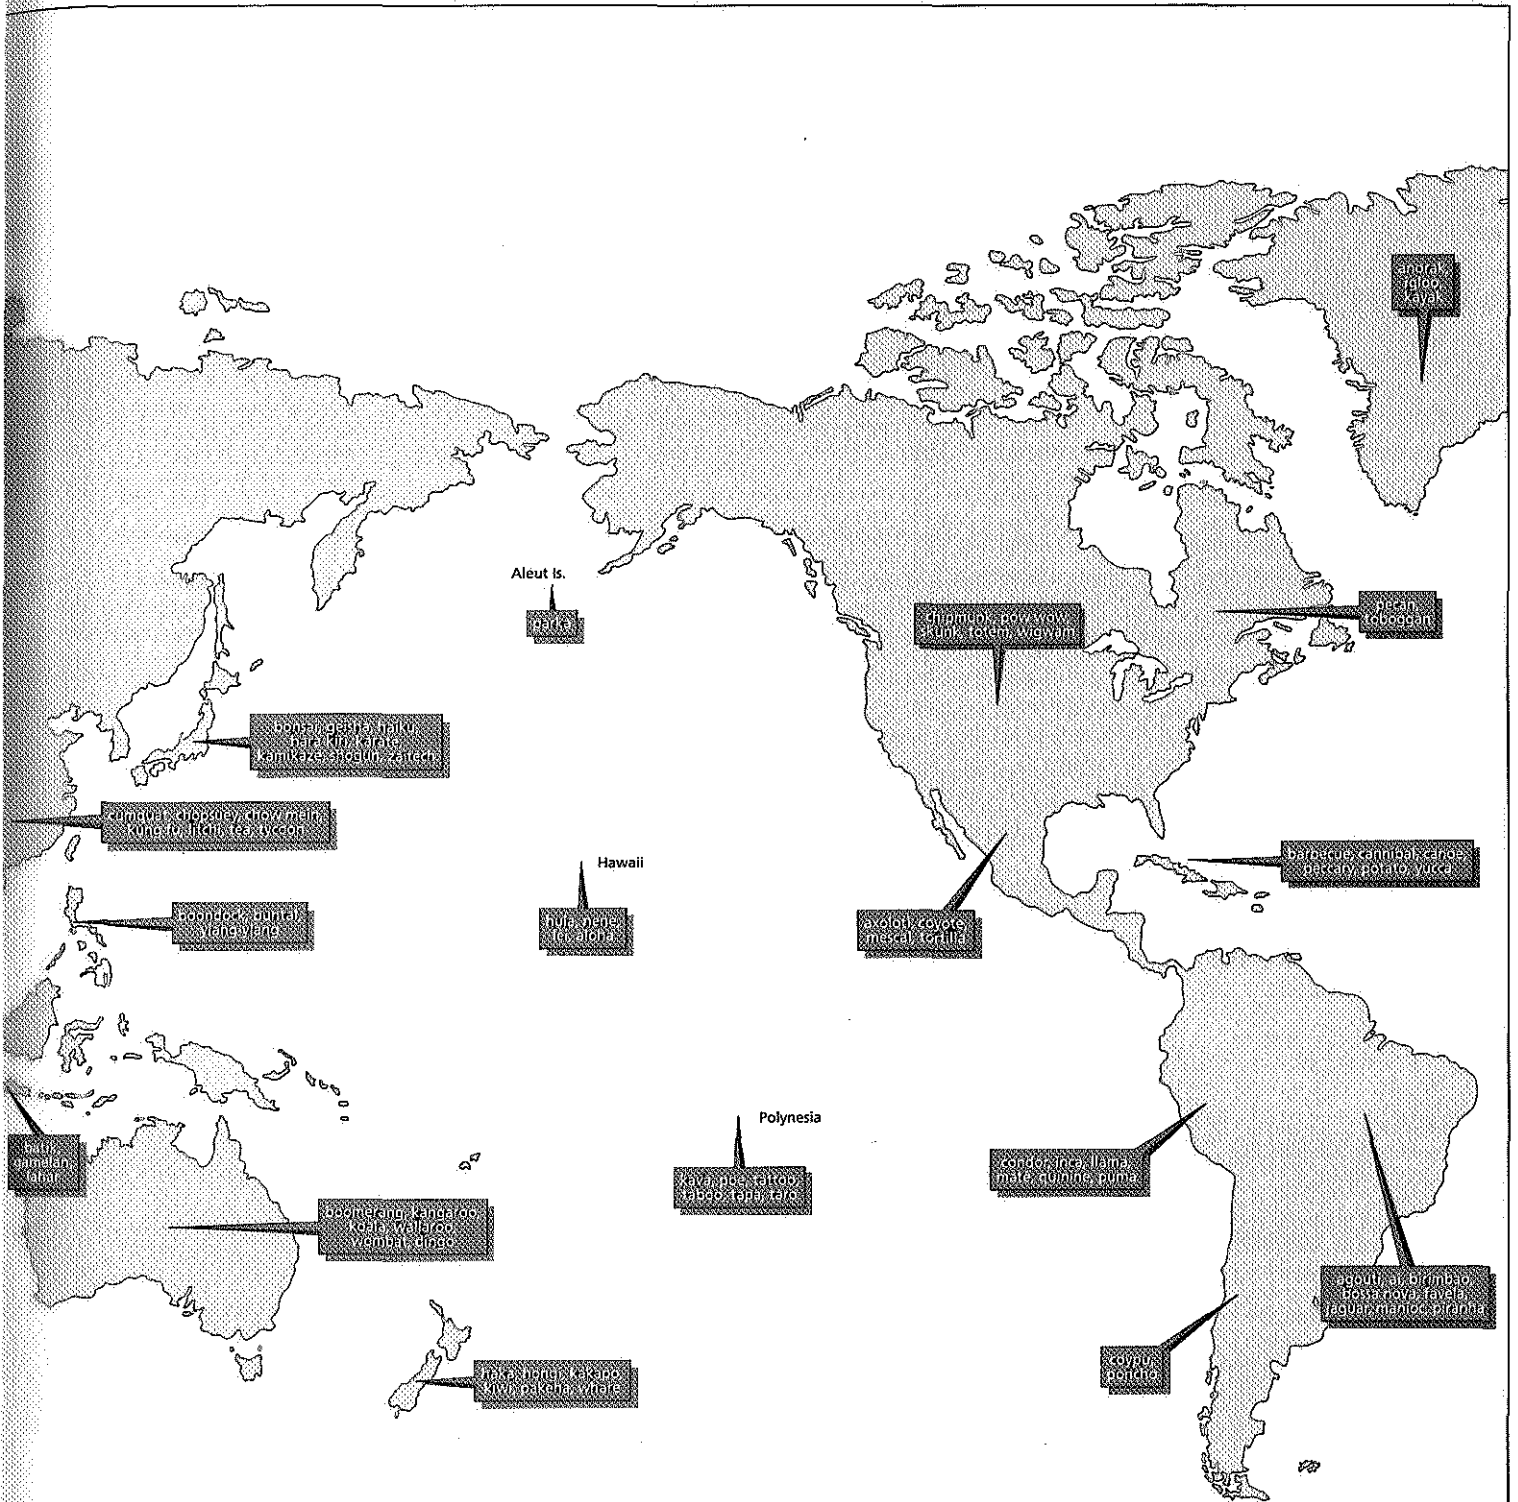 anorak,
igloo,
kayak
Aleut Is.
parka
chipmunk, pow-wow,
skunk, totem, wigwam
pecan,
toboggan
bonsai, geisha, haiku,
hara kiri, karate,
kamikaze, shogun, zaitech
cumquat, chopsuey, chow mein,
kung fu, litchi, tea, tycoon
barbecue, cannibal, canoe,
peccary, potato, yucca
Hawaii
hula, nene,
aloha
boondock, buntal,
ylang-ylang
axolotl, coyote,
mescal, tortilla
Polynesia
kava, poe, tattoo,
taboo, tapa, taro
gamelan,
condor, Inca, llama,
maté, quinine, puma
boomerang, kangaroo,
koala, wallaroo,
wombat, dingo
agouti, ai, birimbao,
bossa nova, favela,
jaguar, manioc, piranha
coypu,
poncho
haka, hongi, kakapo,
kiwi, pakeha, whare